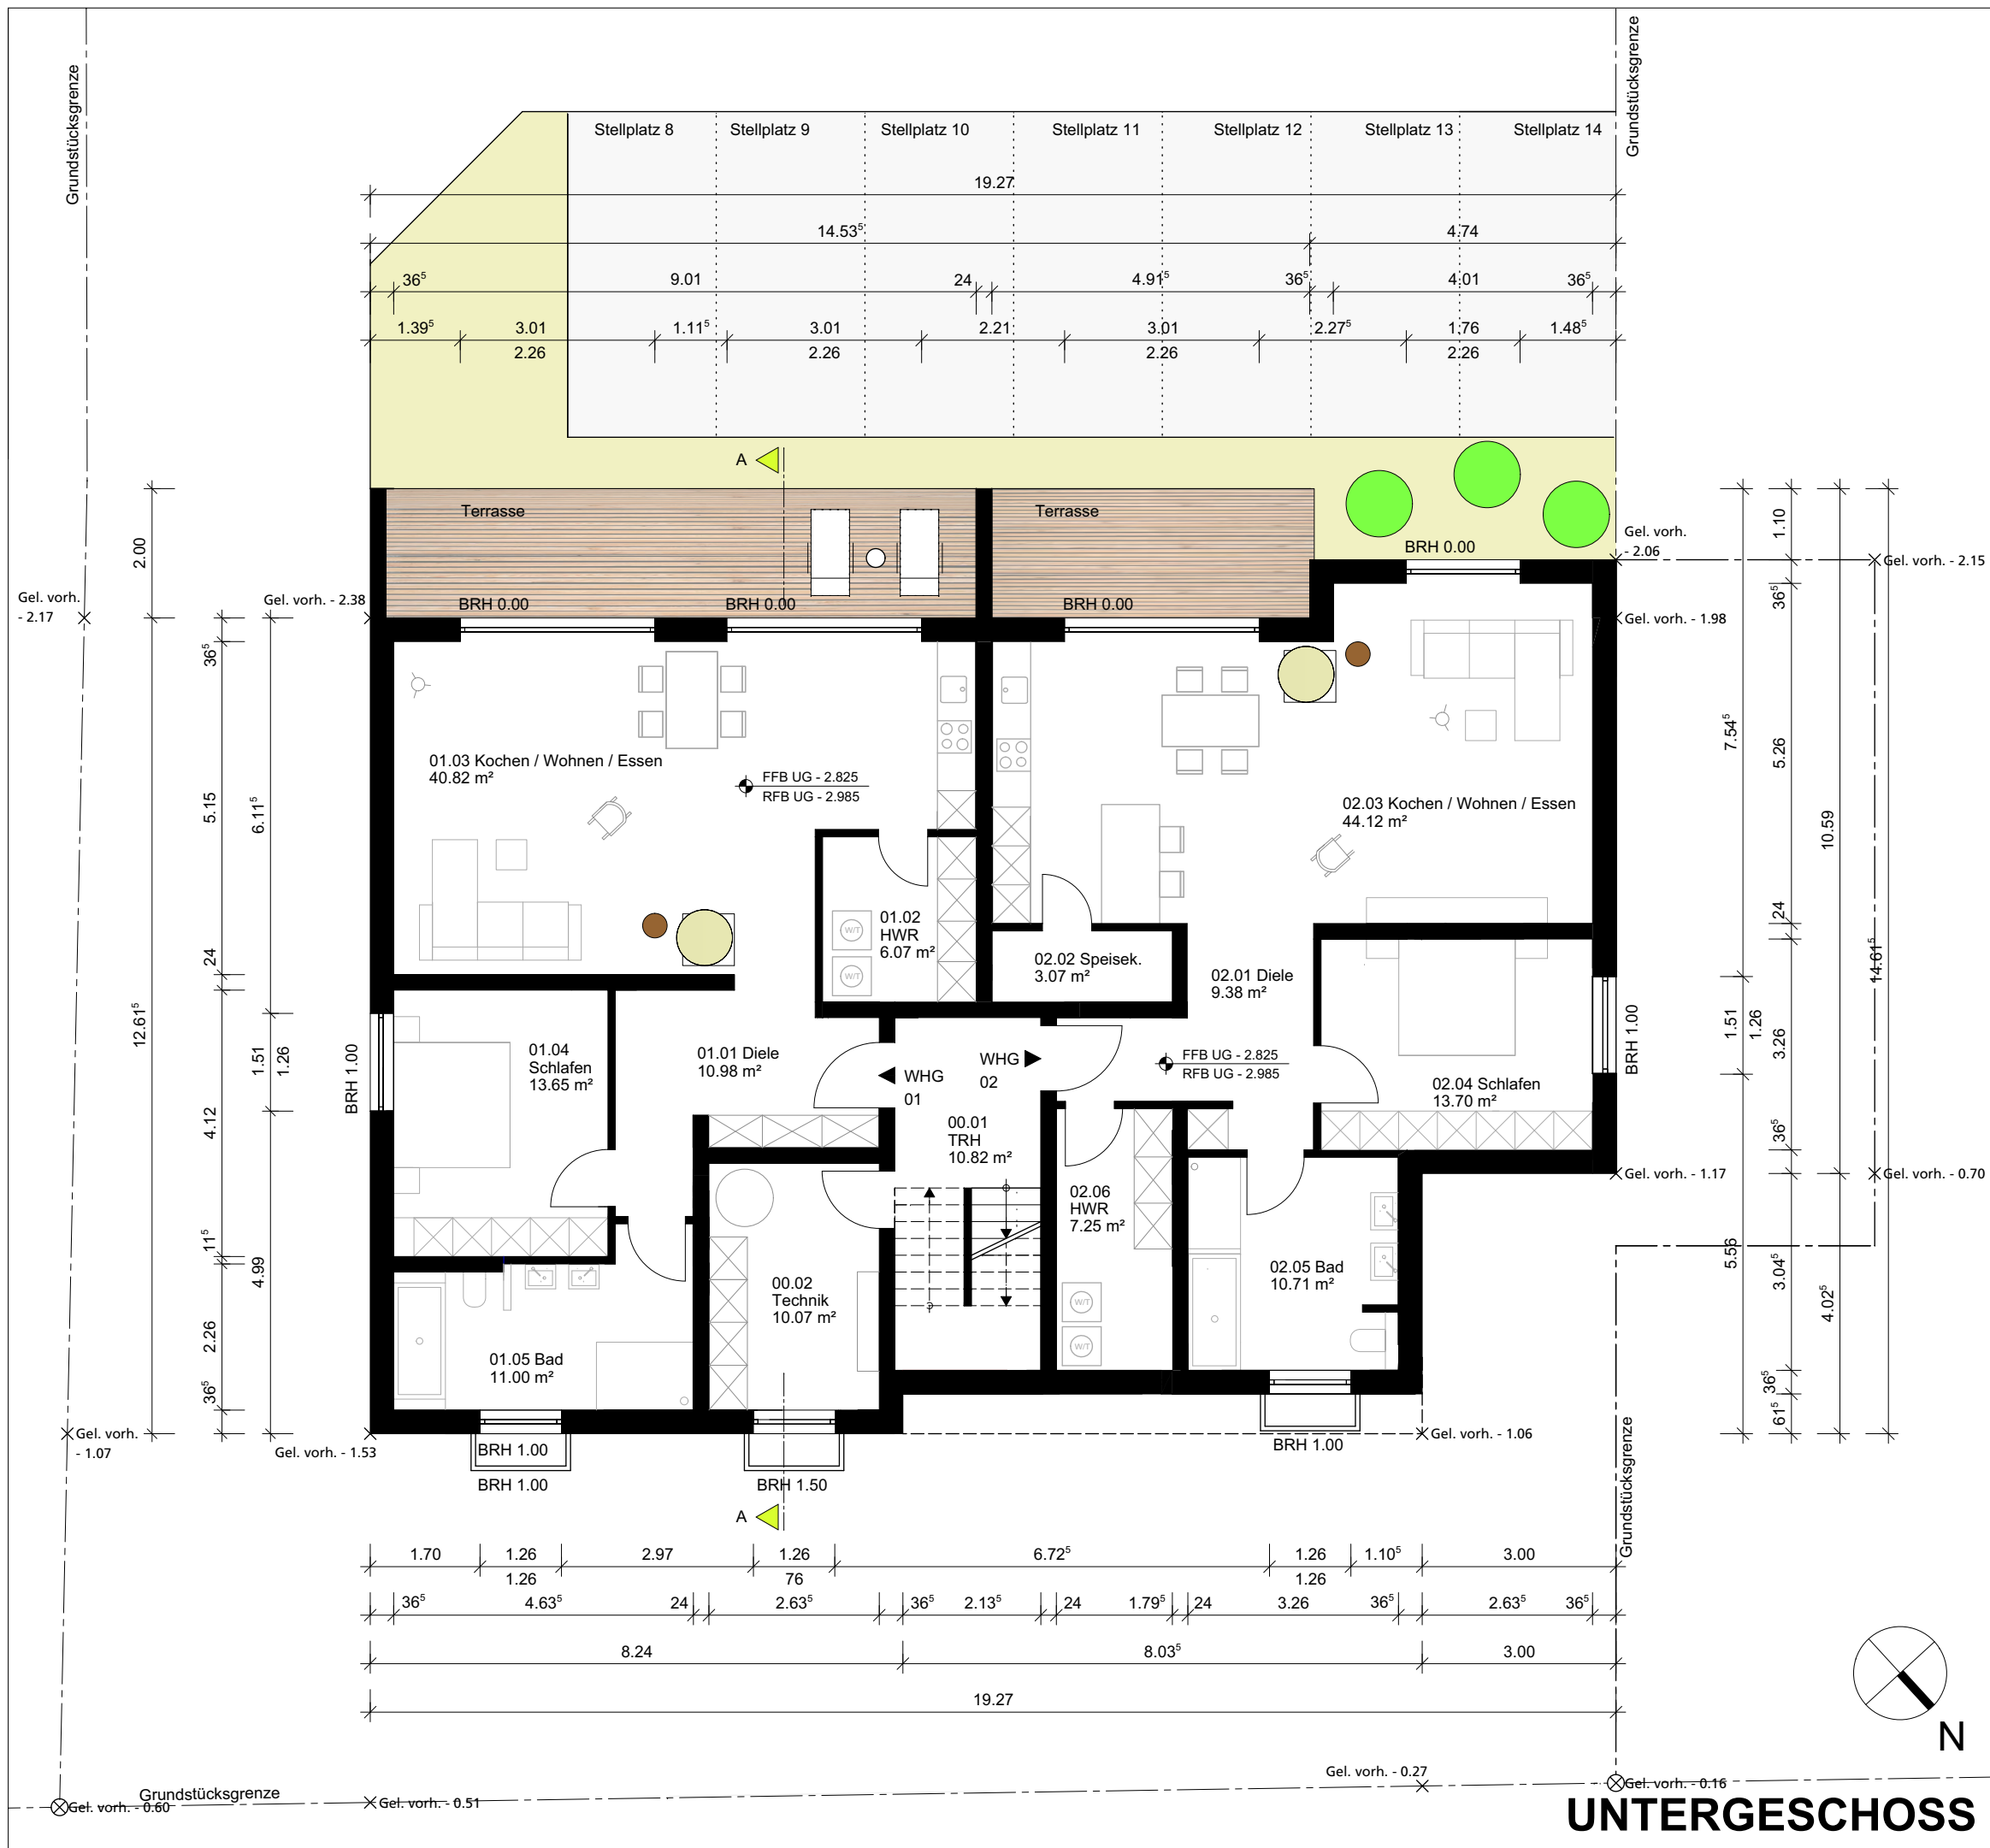 Grundstücksgrenze
Grundstücksgrenze
Stellplatz 8
Stellplatz 9
Stellplatz 10
Stellplatz 11
Stellplatz 12
Stellplatz 13
Stellplatz 14
19.27
14.53⁵
4.74
36⁵
9.01
24
4.91⁵
36⁵
4.01
36⁵
1.39⁵
3.01
1.11⁵
3.01
2.21
3.01
2.27⁵
1.76
1.48⁵
2.26
2.26
2.26
2.26
A
Terrasse
Terrasse
BRH 0.00
BRH 0.00
BRH 0.00
BRH 0.00
Gel. vorh.
- 2.06
Gel. vorh. - 2.15
Gel. vorh.
- 2.17
Gel. vorh. - 2.38
Gel. vorh. - 1.98
2.00
12.61⁵
36⁵
5.15
24
4.12
11⁵
2.26
36⁵
6.11⁵
1.51
1.26
4.99
BRH 1.00
01.03 Kochen / Wohnen / Essen
40.82 m²
FFB UG - 2.825
RFB UG - 2.985
02.03 Kochen / Wohnen / Essen
44.12 m²
01.02
HWR
6.07 m²
W/T
W/T
02.02 Speisek.
3.07 m²
02.01 Diele
9.38 m²
01.04
Schlafen
13.65 m²
01.01 Diele
10.98 m²
WHG
01
WHG
02
FFB UG - 2.825
RFB UG - 2.985
02.04 Schlafen
13.70 m²
00.01
TRH
10.82 m²
02.06
HWR
7.25 m²
W/T
W/T
02.05 Bad
10.71 m²
00.02
Technik
10.07 m²
01.05 Bad
11.00 m²
BRH 1.00
7.54⁵
1.51
1.26
5.56
1.10
36⁵
5.26
24
3.26
36⁵
3.04⁵
36⁵
61⁵
10.59
4.02⁵
14.61⁵
Gel. vorh. - 1.17
Gel. vorh. - 0.70
Gel. vorh.
- 1.07
Gel. vorh. - 1.53
Gel. vorh. - 1.06
BRH 1.00
BRH 1.00
BRH 1.50
BRH 1.00
A
Grundstücksgrenze
1.70
1.26
2.97
1.26
6.72⁵
1.26
1.10⁵
3.00
1.26
76
1.26
36⁵
4.63⁵
24
2.63⁵
36⁵
2.13⁵
24
1.79⁵
24
3.26
36⁵
2.63⁵
36⁵
8.24
8.03⁵
3.00
19.27
N
Grundstücksgrenze
Gel. vorh. - 0.60
Gel. vorh. - 0.51
Gel. vorh. - 0.27
Gel. vorh. - 0.16
UNTERGESCHOSS